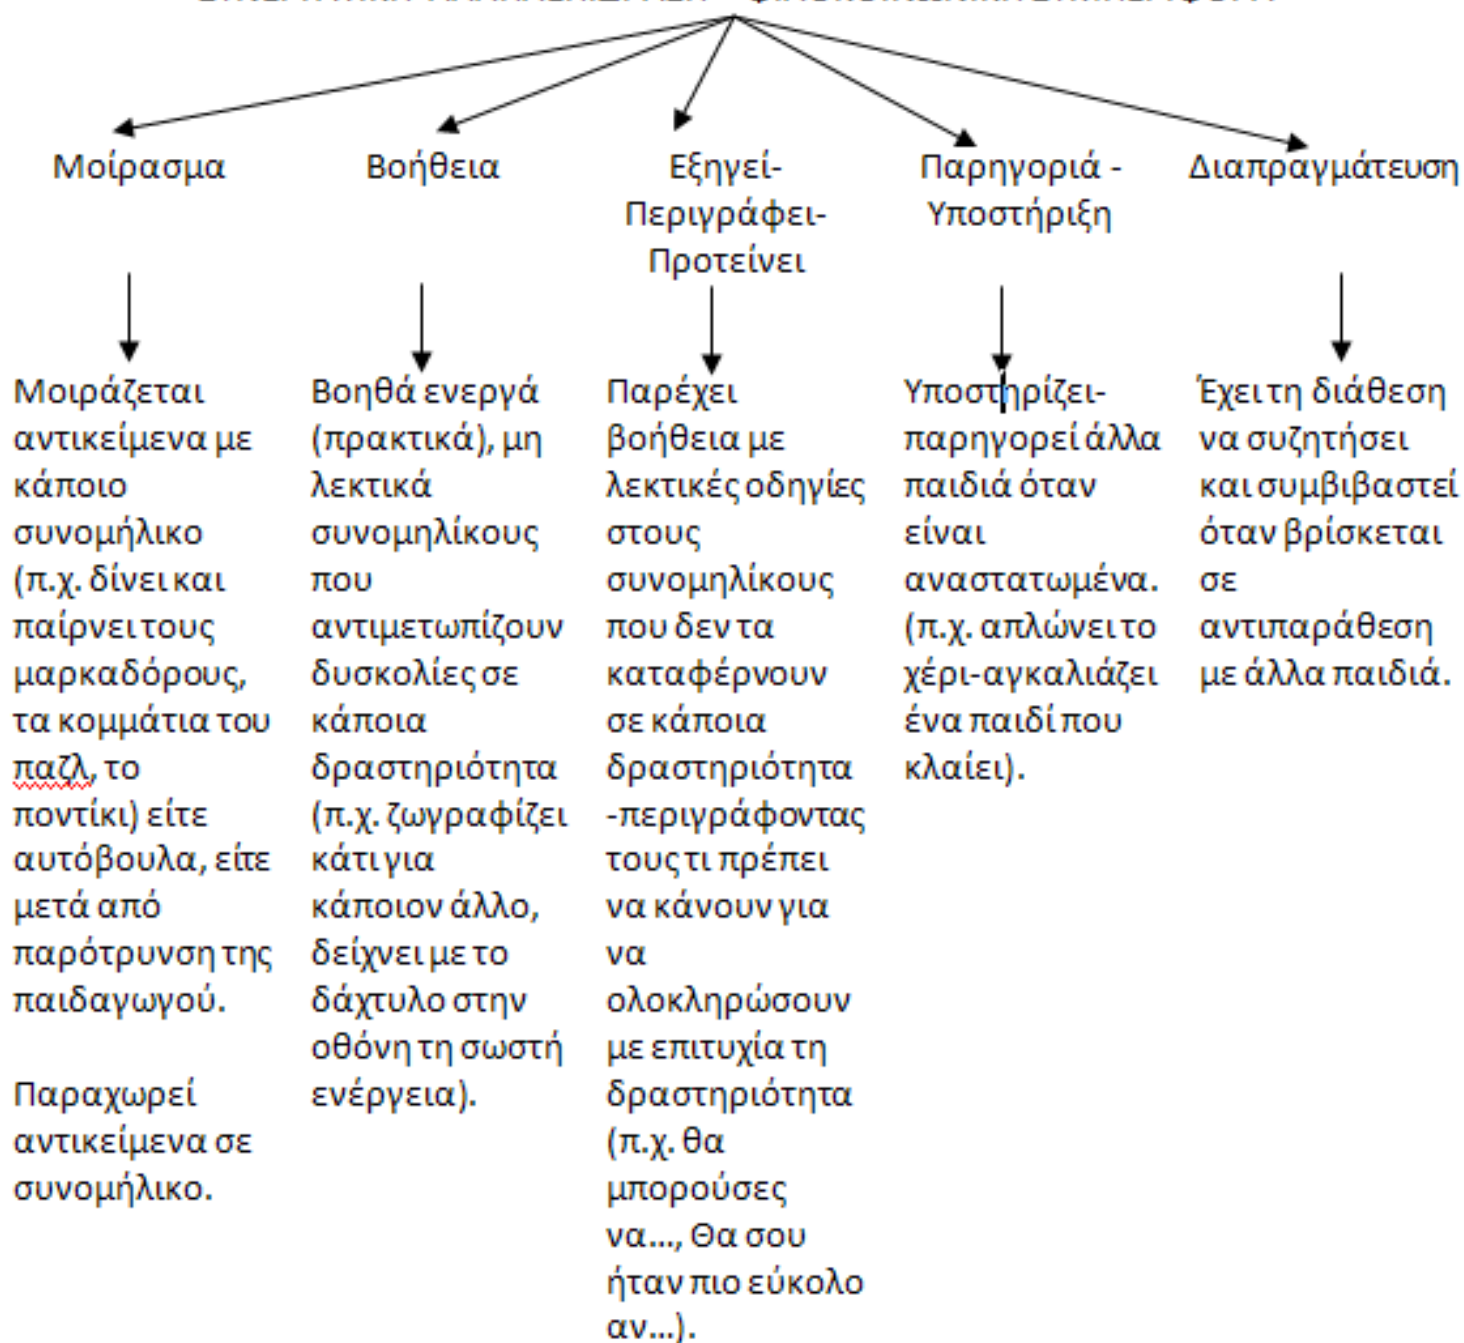 Μοίρασμα
Βοήθεια
Εξηγεί-
Περιγράφει-
Προτείνει
Παρηγοριά -
Υποστήριξη
Διαπραγμάτευση
Μοιράζεται
αντικείμενα με
κάποιο
συνομήλικο
(π.χ. δίνει και
παίρνει τους
μαρκαδόρους,
τα κομμάτια του
παζλ, το
ποντίκι) είτε
αυτόβουλα, είτε
μετά από
παρότρυνση της
παιδαγωγού.
Παραχωρεί
αντικείμενα σε
συνομήλικο.
Βοηθά ενεργά
(πρακτικά), μη
λεκτικά
συνομηλίκους
που
αντιμετωπίζουν
δυσκολίες σε
κάποια
δραστηριότητα
(π.χ. ζωγραφίζει
κάτι για
κάποιον άλλο,
δείχνει με το
δάχτυλο στην
οθόνη τη σωστή
ενέργεια).
Παρέχει
βοήθεια με
λεκτικές οδηγίες
στους
συνομηλίκους
που δεν τα
καταφέρνουν
σε κάποια
δραστηριότητα
-περιγράφοντας
τους τι πρέπει
να κάνουν για
να
ολοκληρώσουν
με επιτυχία τη
δραστηριότητα
(π.χ. θα
μπορούσες
να..., Θα σου
ήταν πιο εύκολο
αν...).
Υποστηρίζει-
παρηγορεί άλλα
παιδιά όταν
είναι
αναστατωμένα.
(π.χ. απλώνει το
χέρι-αγκαλιάζει
ένα παιδί που
κλαίει).
Έχει τη διάθεση
να συζητήσει
και συμβιβαστεί
όταν βρίσκεται
σε
αντιπαράθεση
με άλλα παιδιά.